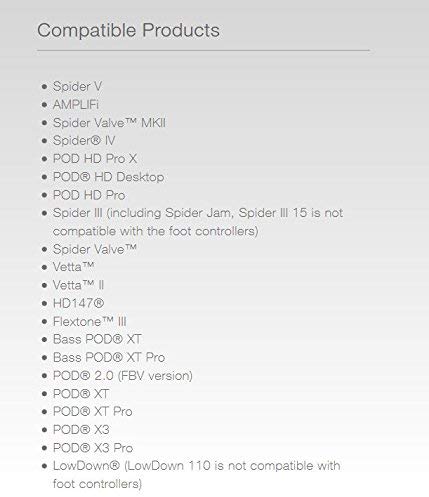 Compatible Products
• Spider V
• AMPLIFi
• Spider Valve™ MKII
• Spider® IV
• POD HD Pro X
• POD® HD Desktop
• POD HD Pro
• Spider III (including Spider Jam, Spider III 15 is not
compatible with the foot controllers)
• Spider Valve™
• Vetta™
• Vetta™ II
• HD147®
• Flextone™ III
• Bass POD® XT
• Bass POD® XT Pro
• POD® 2.0 (FBV version)
• POD® XT
• POD® XT Pro
• POD® X3
• POD® X3 Pro
• LowDown® (LowDown 110 is not compatible with
foot controllers)